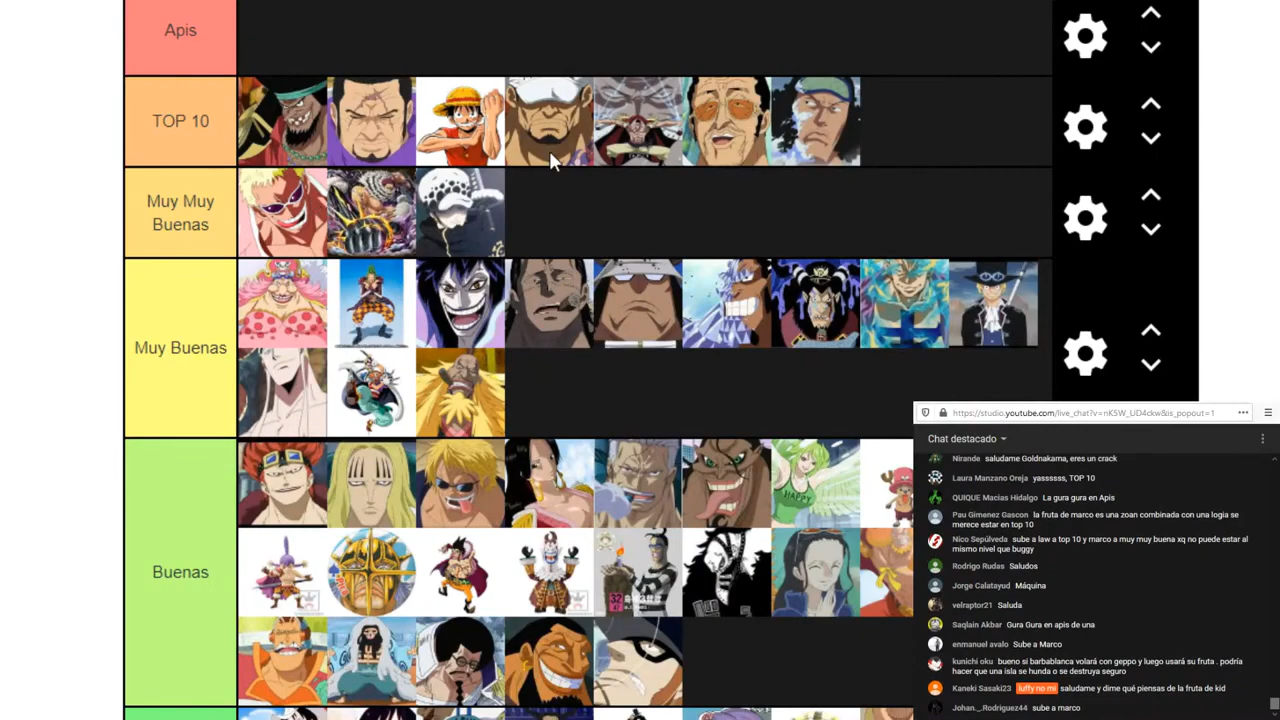 Apis
TOP 10
Muy Muy
Buenas
Muy Buenas
Buenas
HAPPY
https://studio.youtube.com/live_chat?v=nK5W_UD4ckw&is_popout=1
Chat destacado
Nirande saludame Goldnakama, eres un crack
Laura Manzano Oreja yassssss, TOP 10
QUIQUE Macias Hidalgo La gura gura en Apis
Pau Gimenez Gascon la fruta de marco es una zoan combinada con una logia se
merece estar en top 10
Nico Sepúlveda sube a law a top 10 y marco a muy muy buena xq no puede estar al
mismo nivel que buggy
Rodrigo Rudas Saludos
Jorge Calatayud Máquina
velraptor21 Saluda
Saqlain Akbar Gura Gura en apis de una
enmanuel avalo Sube a Marco
kunichi oku bueno si barbablanca volará con geppo y luego usará su fruta . podría
hacer que una isla se hunda o se destruya seguro
Kaneki Sasaki23 luffy no mi saludame y dime qué piensas de la fruta de kid
Johan._.Rodriguez44 sube a marco